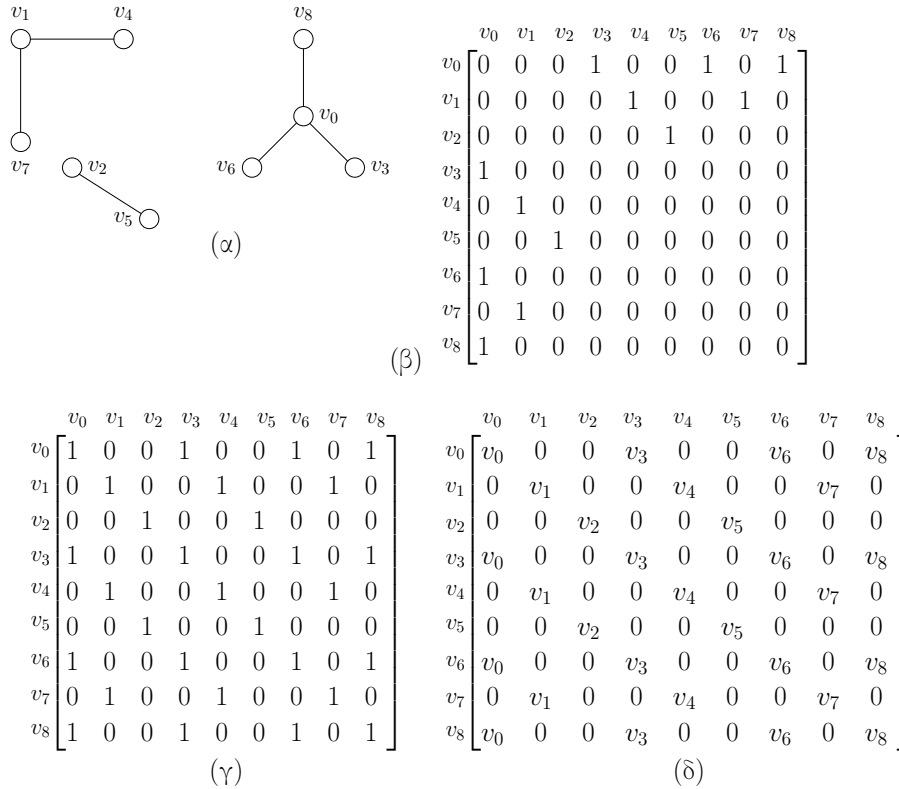 v₁ v₄
v₈
v₀
v₇ v₂
v₆ v₃
v₅
(α)
v₀ v₁ v₂ v₃ v₄ v₅ v₆ v₇ v₈
v₀ 0 0 0 1 0 0 1 0 1
v₁ 0 0 0 0 1 0 0 1 0
v₂ 0 0 0 0 0 1 0 0 0
v₃ 1 0 0 0 0 0 0 0 0
v₄ 0 1 0 0 0 0 0 0 0
v₅ 0 0 1 0 0 0 0 0 0
v₆ 1 0 0 0 0 0 0 0 0
v₇ 0 1 0 0 0 0 0 0 0
v₈ 1 0 0 0 0 0 0 0 0
(β)
v₀ v₁ v₂ v₃ v₄ v₅ v₆ v₇ v₈
v₀ 1 0 0 1 0 0 1 0 1
v₁ 0 1 0 0 1 0 0 1 0
v₂ 0 0 1 0 0 1 0 0 0
v₃ 1 0 0 1 0 0 1 0 1
v₄ 0 1 0 0 1 0 0 1 0
v₅ 0 0 1 0 0 1 0 0 0
v₆ 1 0 0 1 0 0 1 0 1
v₇ 0 1 0 0 1 0 0 1 0
v₈ 1 0 0 1 0 0 1 0 1
(γ)
v₀ v₁ v₂ v₃ v₄ v₅ v₆ v₇ v₈
v₀ v₀ 0 0 v₃ 0 0 v₆ 0 v₈
v₁ 0 v₁ 0 0 v₄ 0 0 v₇ 0
v₂ 0 0 v₂ 0 0 v₅ 0 0 0
v₃ v₀ 0 0 v₃ 0 0 v₆ 0 v₈
v₄ 0 v₁ 0 0 v₄ 0 0 v₇ 0
v₅ 0 0 v₂ 0 0 v₅ 0 0 0
v₆ v₀ 0 0 v₃ 0 0 v₆ 0 v₈
v₇ 0 v₁ 0 0 v₄ 0 0 v₇ 0
v₈ v₀ 0 0 v₃ 0 0 v₆ 0 v₈
(δ)